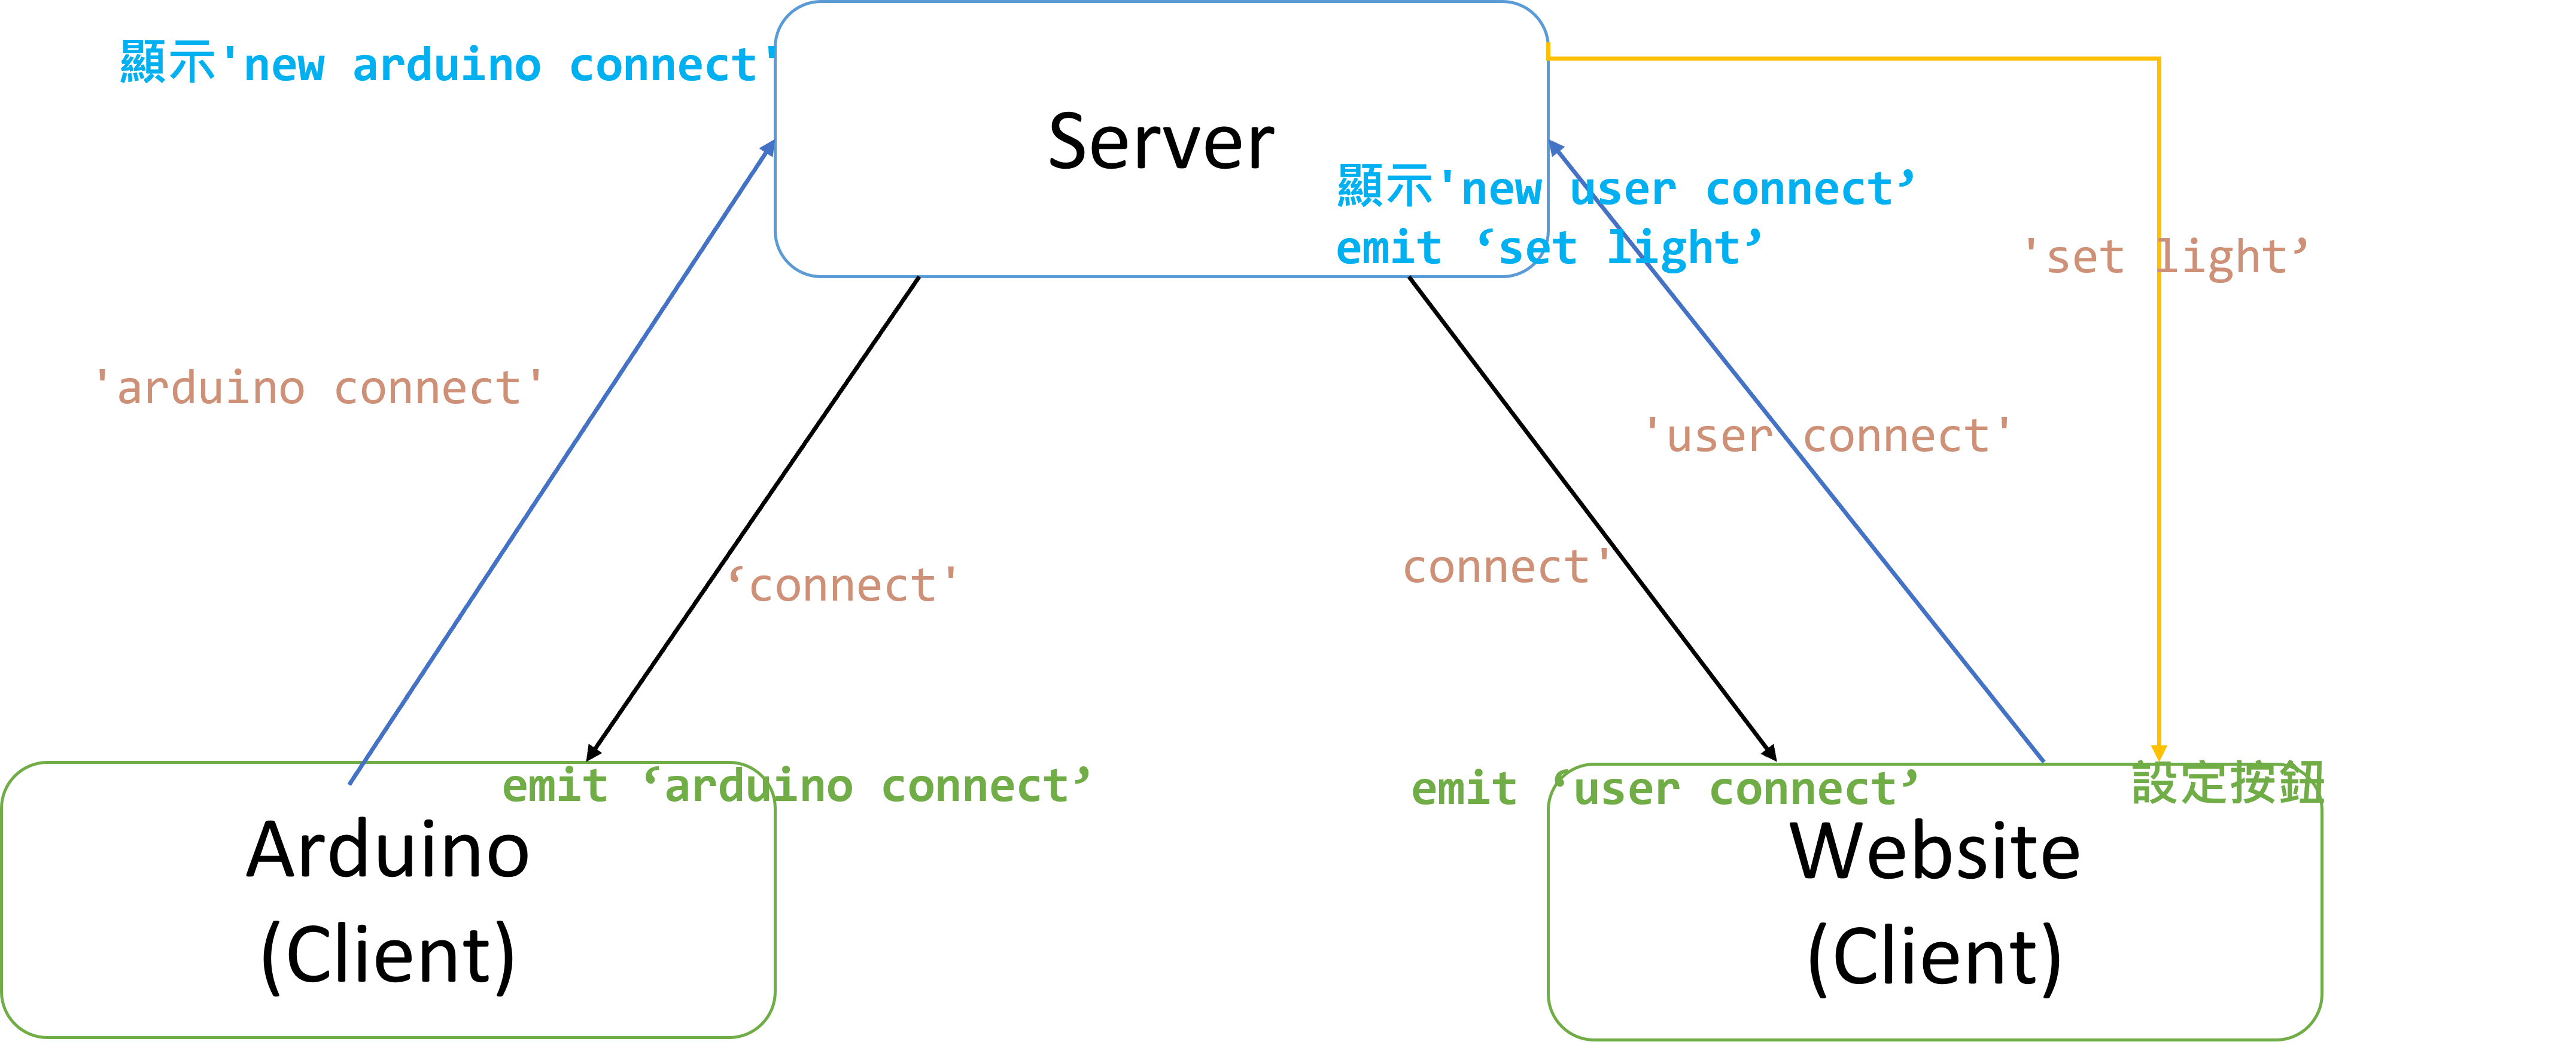 顯示'new arduino connect'
Server
顯示'new user connect’
emit ‘set light’
'set light’
'arduino connect'
'user connect'
‘connect'
connect'
emit ‘arduino connect’
emit ‘user connect’
設定按鈕
Arduino
(Client)
Website
(Client)